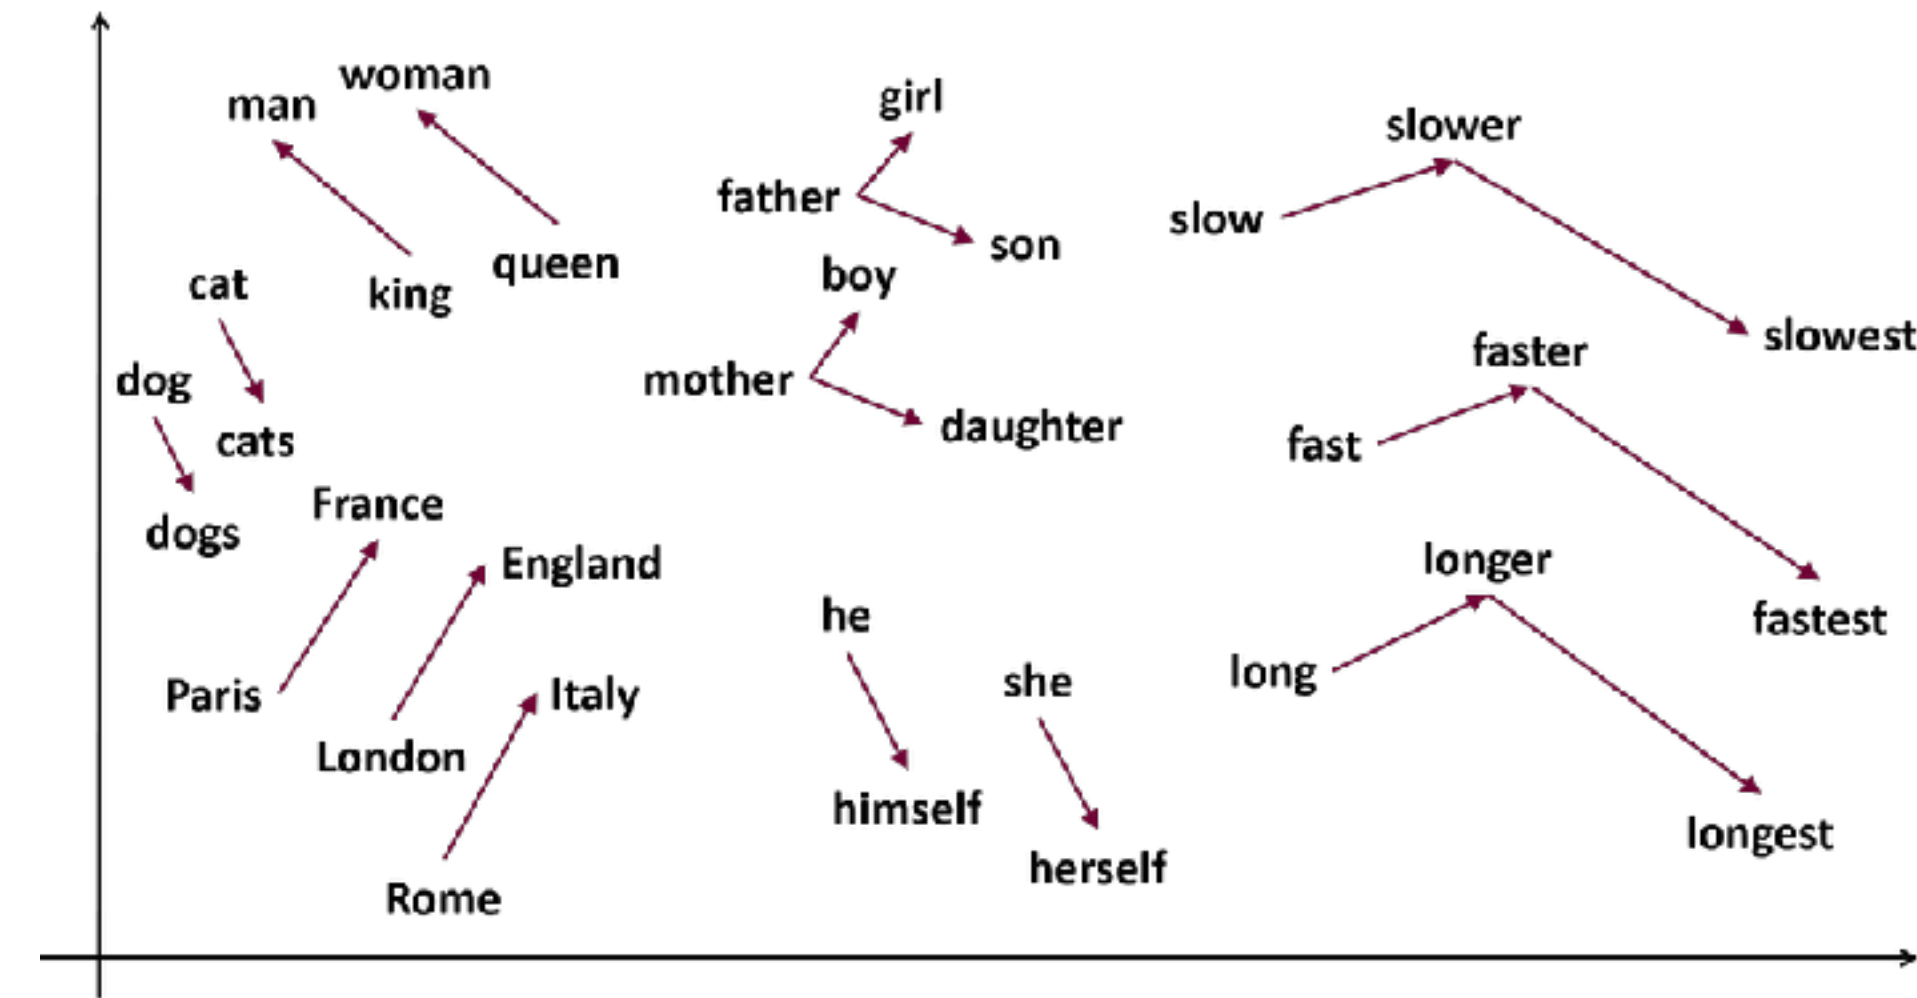 woman
man
girl
slower
father
slow
son
queen
boy
cat
king
slowest
faster
dog
mother
daughter
cats
fast
France
dogs
England
longer
he
fastest
long
she
Paris
Italy
London
himself
longest
herself
Rome